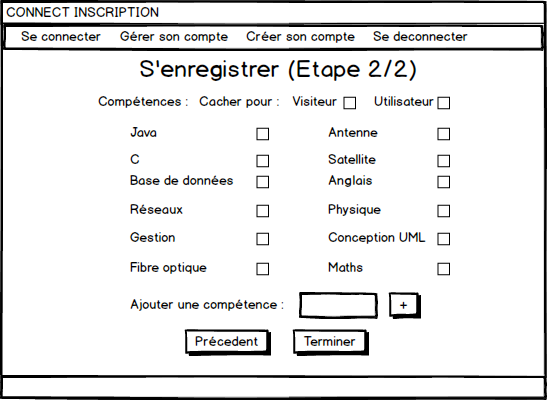 CONNECT INSCRIPTION
Se connecter Gérer son compte Créer son compte Se deconnecter
S'enregistrer (Etape 2/2)
Compétences : Cacher pour : Visiteur Utilisateur
Java Antenne
C Satellite
Base de données Anglais
Réseaux Physique
Gestion Conception UML
Fibre optique Maths
Ajouter une compétence : +
Précedent Terminer